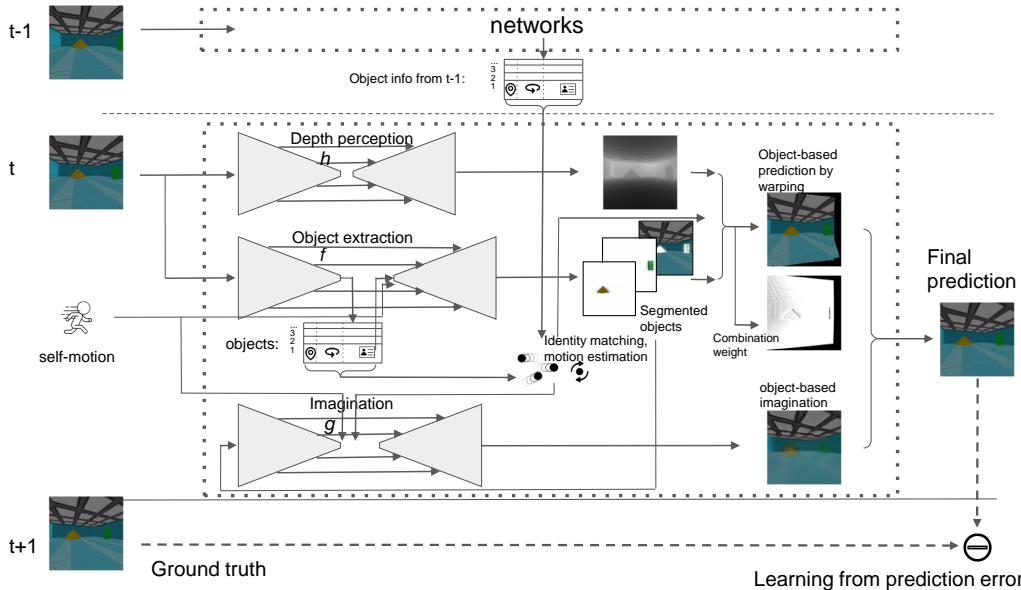 t-1
networks
Object info from t-1:
...
3
2
1
t
Depth perception
h
Object-based
prediction by
warping
Object extraction
f
Final
prediction
Segmented
objects
self-motion
objects:
...
3
2
1
Identity matching,
motion estimation
Combination
weight
Imagination
g
object-based
imagination
t+1
Ground truth
Learning from prediction error